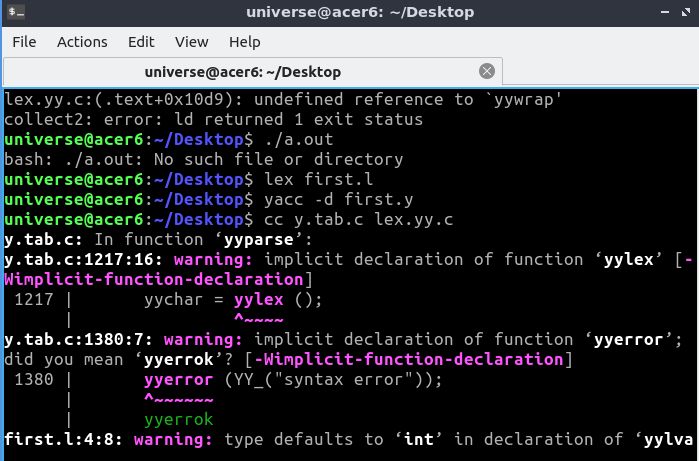 universe@acer6: ~/Desktop
File Actions Edit View Help
universe@acer6: ~/Desktop
lex.yy.c:(.text+0x10d9): undefined reference to `yywrap'
collect2: error: ld returned 1 exit status
universe@acer6:~/Desktop$ ./a.out
bash: ./a.out: No such file or directory
universe@acer6:~/Desktop$ lex first.l
universe@acer6:~/Desktop$ yacc -d first.y
universe@acer6:~/Desktop$ cc y.tab.c lex.yy.c
y.tab.c: In function ‘yyparse’:
y.tab.c:1217:16: warning: implicit declaration of function ‘yylex’ [-
Wimplicit-function-declaration]
1217 | yychar = yylex ();
| ^~~~~
y.tab.c:1380:7: warning: implicit declaration of function ‘yyerror’;
did you mean ‘yyerrok’? [-Wimplicit-function-declaration]
1380 | yyerror (YY_("syntax error"));
| ^~~~~~~
| yyerrok
first.l:4:8: warning: type defaults to ‘int’ in declaration of ‘yylva